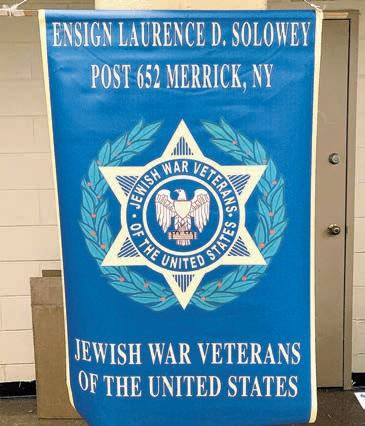 ENSIGN LAURENCE D. SOLOWEY
POST 652 MERRICK, NY
• JEWISH WAR VETERANS •
OF THE UNITED STATES
JEWISH WAR VETERANS
OF THE UNITED STATES